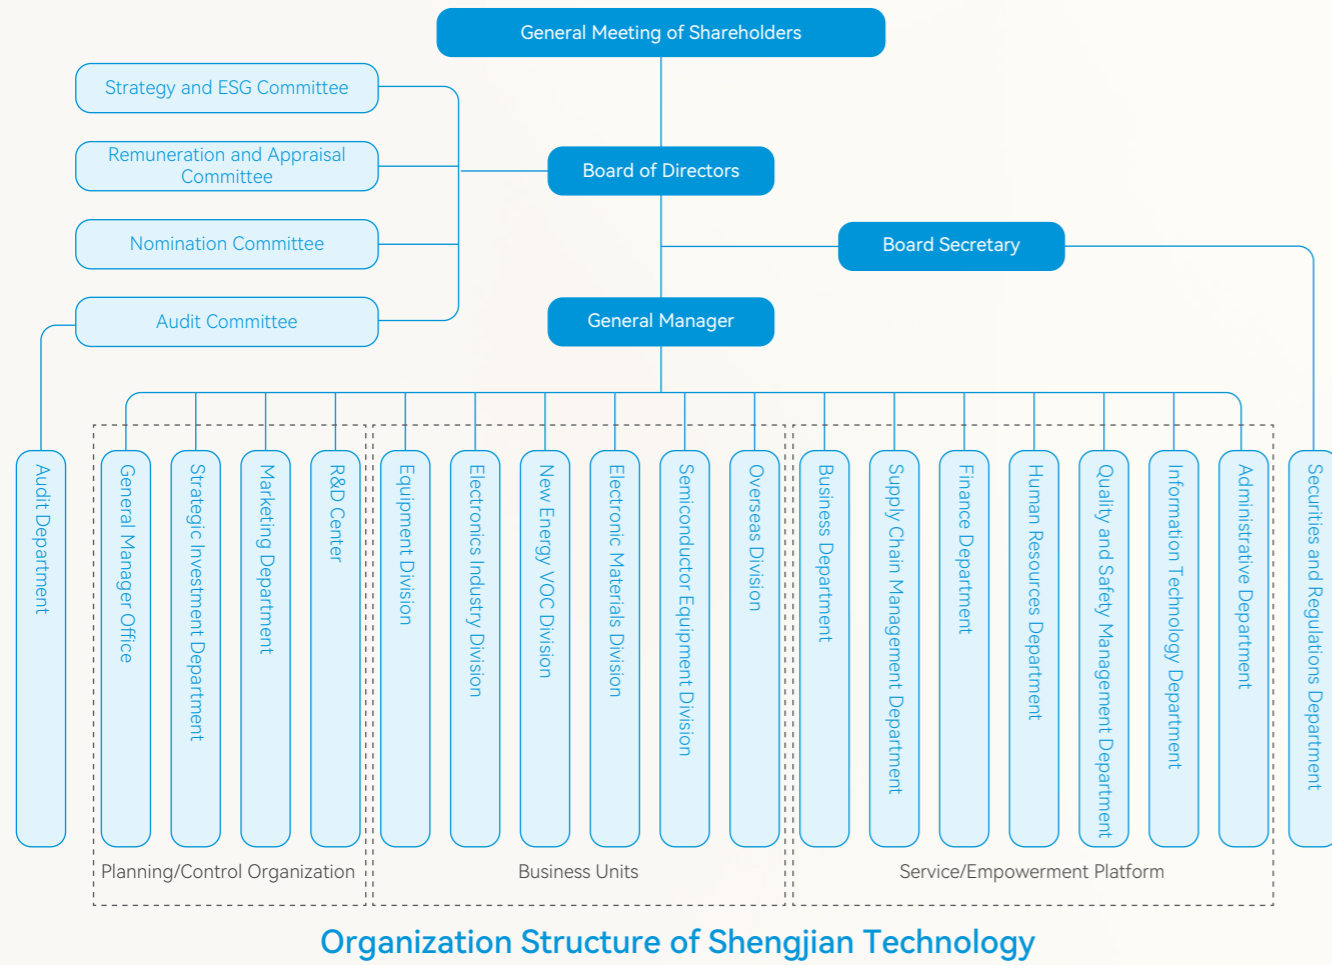 General Meeting of Shareholders
Strategy and ESG Committee
Remuneration and Appraisal
Committee
Board of Directors
Nomination Committee
Board Secretary
Audit Committee
General Manager
Audit Department
General Manager Office
Strategic Investment Department
Marketing Department
R&D Center
Equipment Division
Electronics Industry Division
New Energy VOC Division
Electronic Materials Division
Semiconductor Equipment Division
Overseas Division
Business Department
Supply Chain Management Department
Finance Department
Human Resources Department
Quality and Safety Management Department
Information Technology Department
Administrative Department
Securities and Regulations Department
Planning/Control Organization
Business Units
Service/Empowerment Platform
Organization Structure of Shengjian Technology